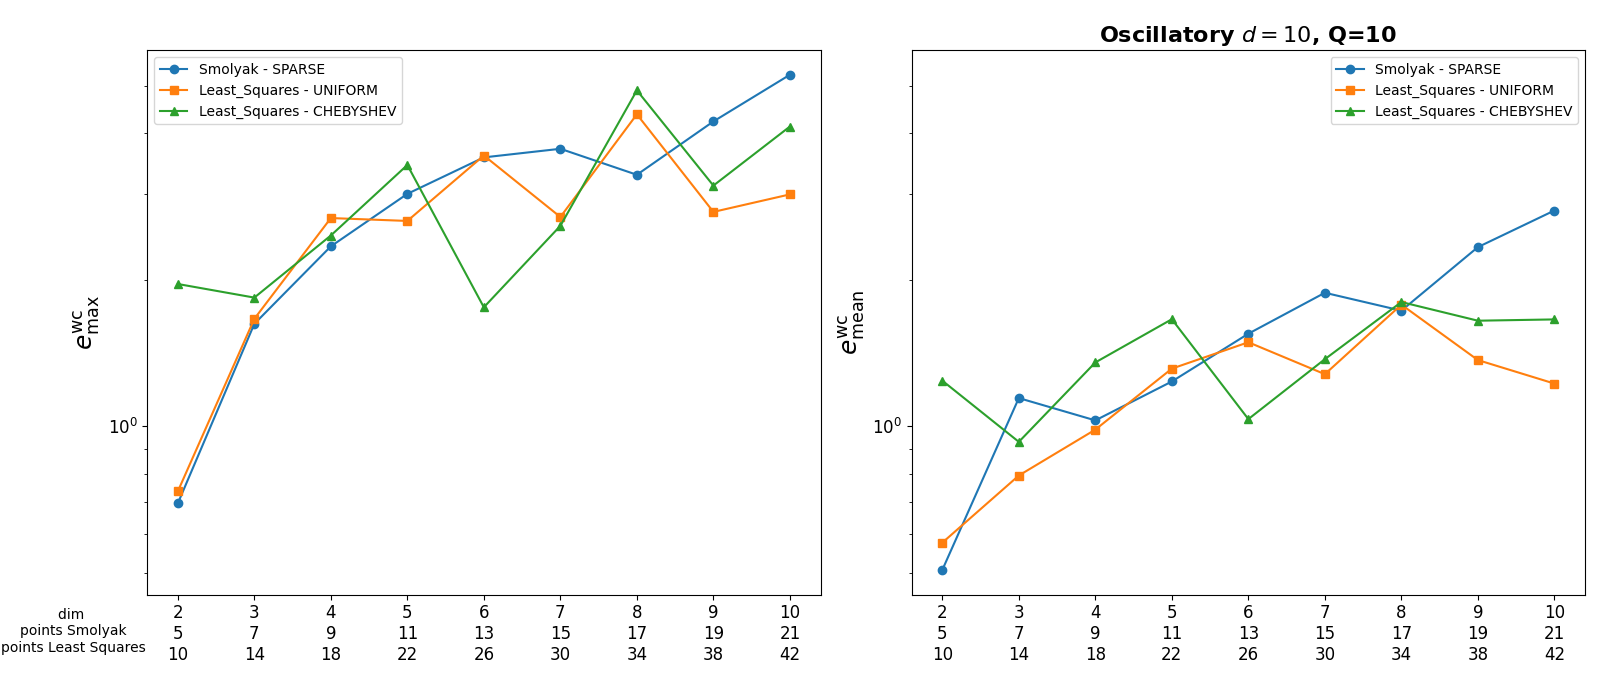 Oscillatory d = 10, Q=10
Smolyak - SPARSE
Least_Squares - UNIFORM
Least_Squares - CHEBYSHEV
e^wc_max
10^0
dim
points Smolyak
points Least Squares
2 3 4 5 6 7 8 9 10
5 7 9 11 13 15 17 19 21
10 14 18 22 26 30 34 38 42
Smolyak - SPARSE
Least_Squares - UNIFORM
Least_Squares - CHEBYSHEV
e^wc_mean
10^0
2 3 4 5 6 7 8 9 10
5 7 9 11 13 15 17 19 21
10 14 18 22 26 30 34 38 42